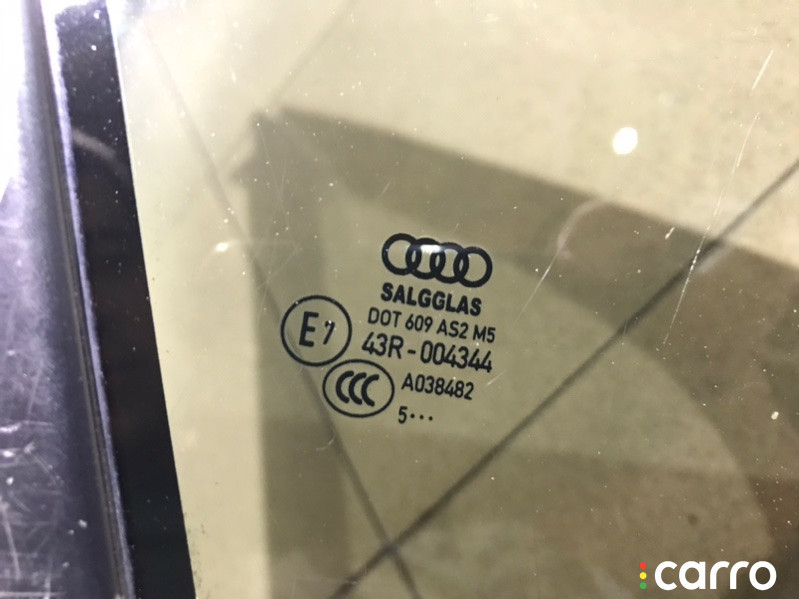 SALGGLAS
DOT 609 AS2 M5
E7
43R-004344
CCC
A038482
5···
carro